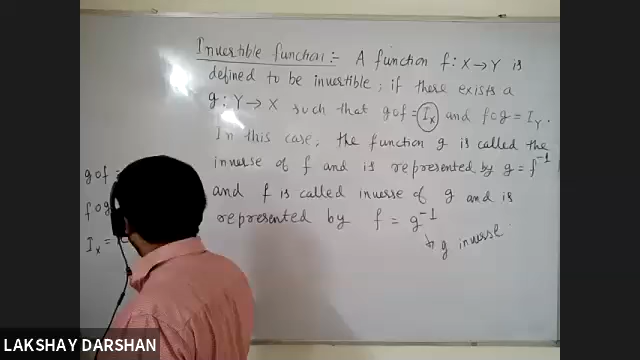 Invertible function :- A function f : X → Y is
defined to be invertible; if there exists a
g : Y → X such that gof = I_x and fog = I_Y.
In this case; the function g is called the
inverse of f and is represented by g = f⁻¹
and f is called inverse of g and is
represented by f = g⁻¹
↳ g inverse.
gof =
fog
I_x =
LAKSHAY DARSHAN